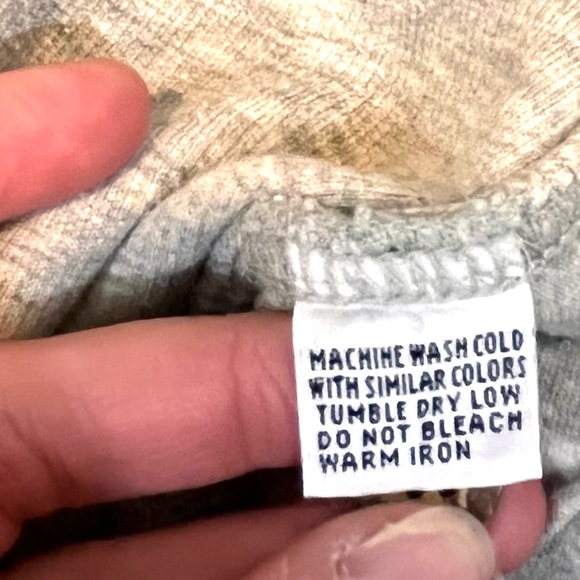 MACHINE WASH COLD
WITH SIMILAR COLORS
TUMBLE DRY LOW
DO NOT BLEACH
WARM IRON